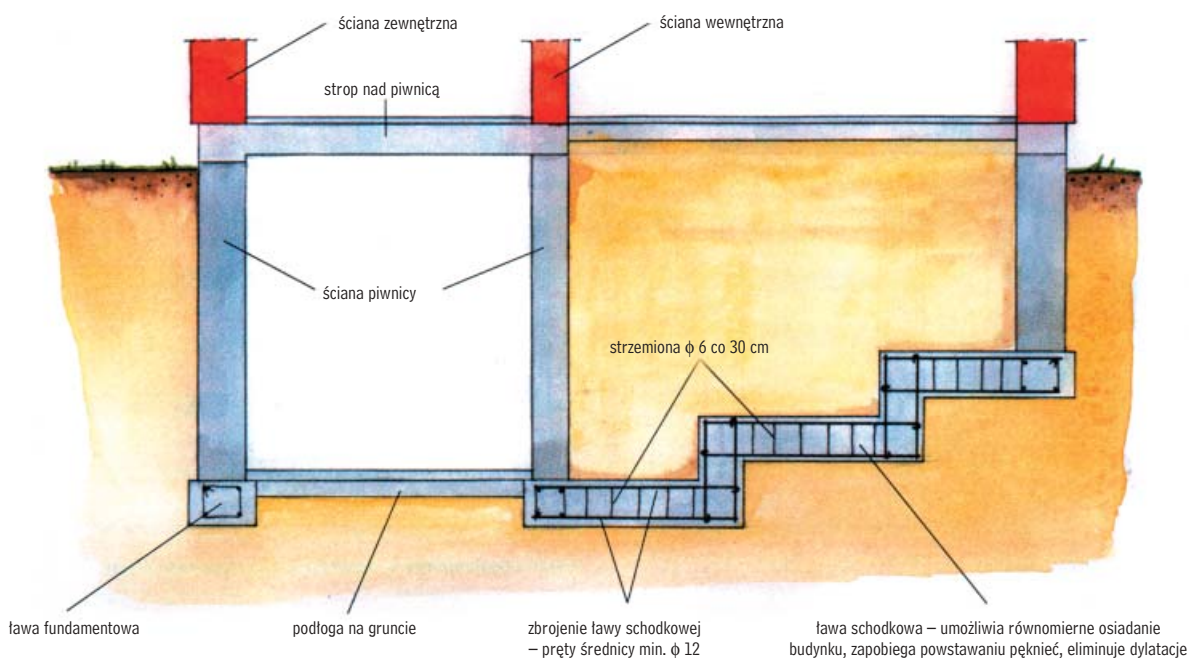 ściana zewnętrzna
ściana wewnętrzna
strop nad piwnicą
ściana piwnicy
strzemiona ϕ 6 co 30 cm
ława fundamentowa
podłoga na gruncie
zbrojenie ławy schodkowej
– pręty średnicy min. ϕ 12
ława schodkowa – umożliwia równomierne osiadanie
budynku, zapobiega powstawaniu pęknięć, eliminuje dylatacje